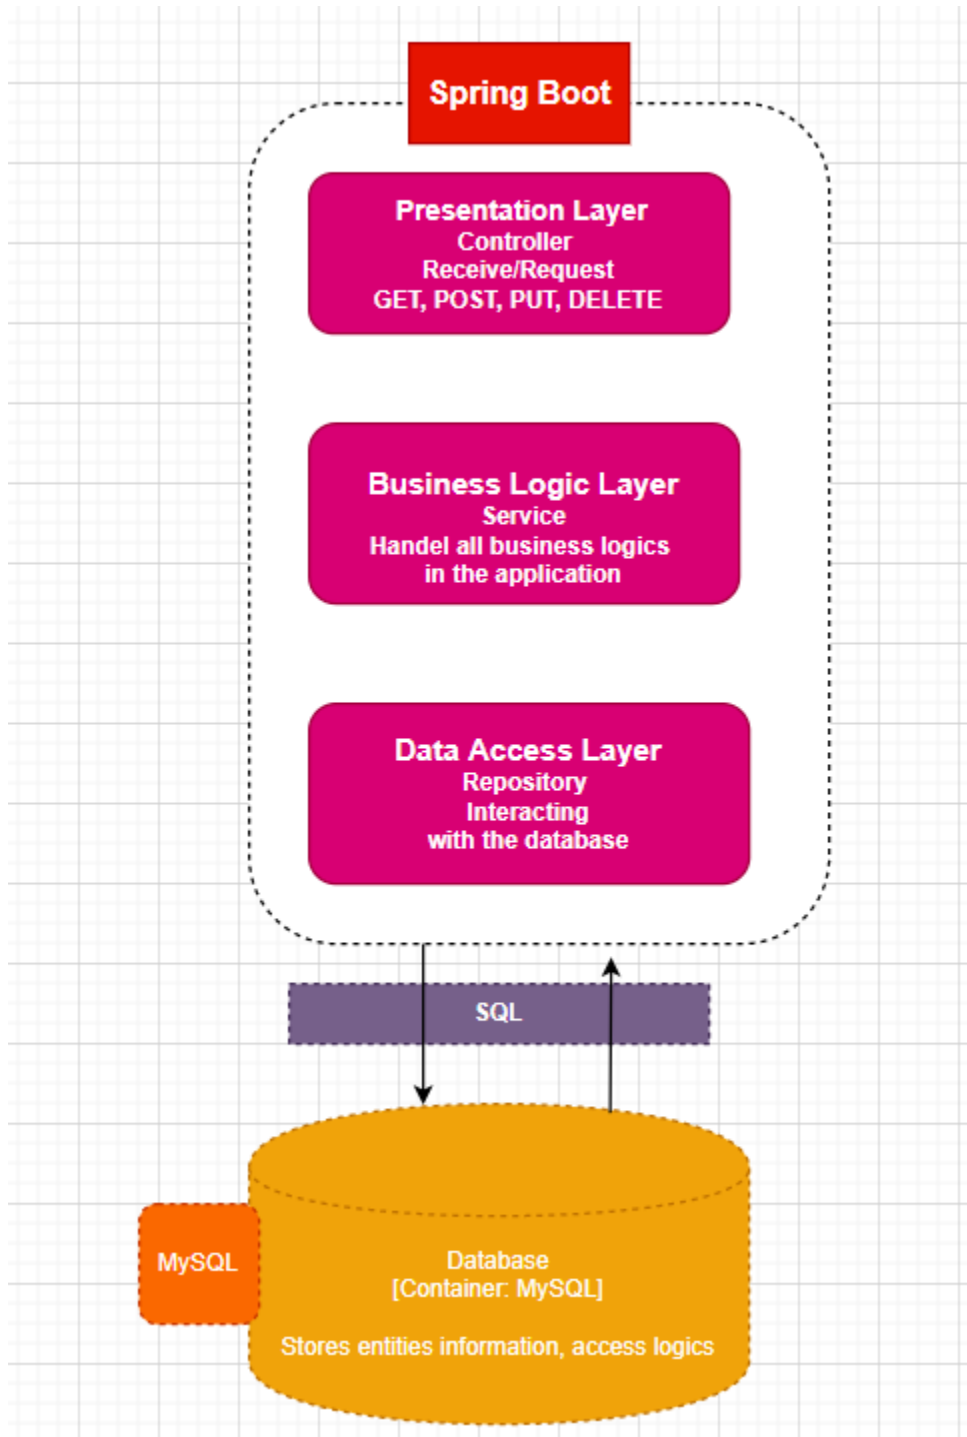 Spring Boot
Presentation Layer
Controller
Receive/Request
GET, POST, PUT, DELETE
Business Logic Layer
Service
Handel all business logics
in the application
Data Access Layer
Repository
Interacting
with the database
SQL
MySQL
Database
[Container: MySQL]
Stores entities information, access logics